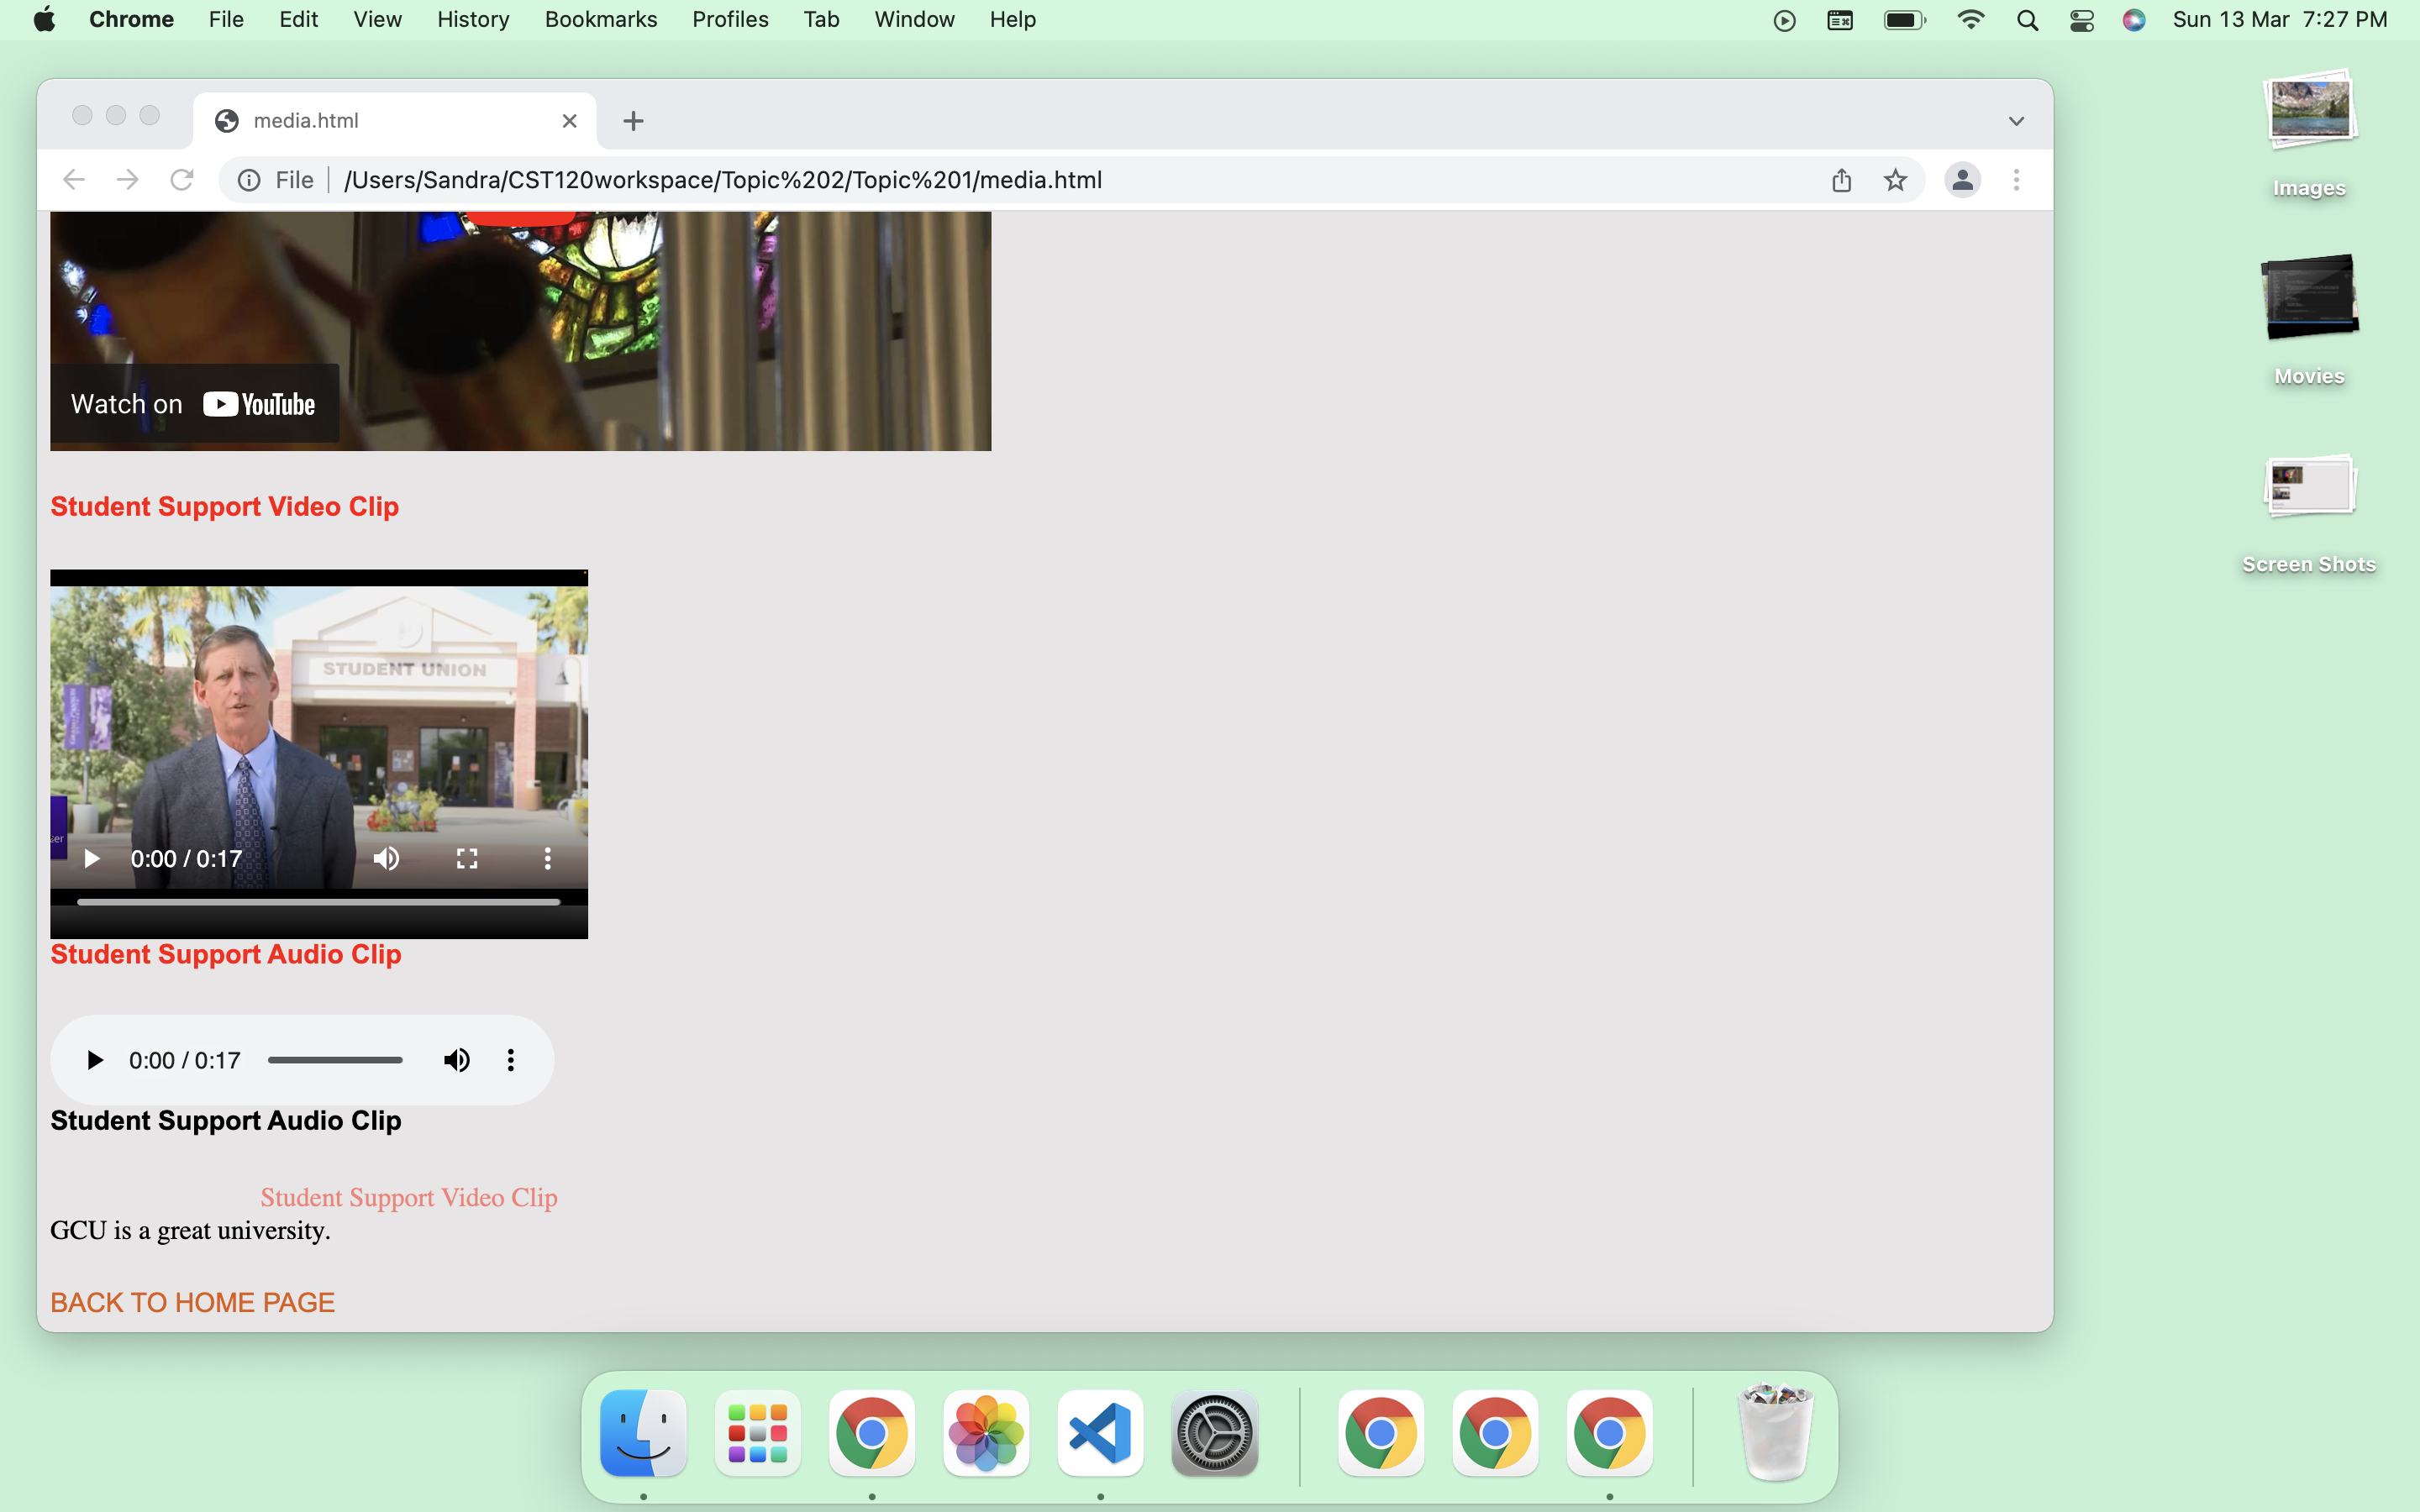 Chrome File Edit View History Bookmarks Profiles Tab Window Help Sun 13 Mar 7:27 PM
media.html
File /Users/Sandra/CST120workspace/Topic%202/Topic%201/media.html
Images
Movies
Screen Shots
Watch on YouTube
Student Support Video Clip
STUDENT UNION
0:00 / 0:17
Student Support Audio Clip
0:00 / 0:17
Student Support Audio Clip
Student Support Video Clip
GCU is a great university.
BACK TO HOME PAGE